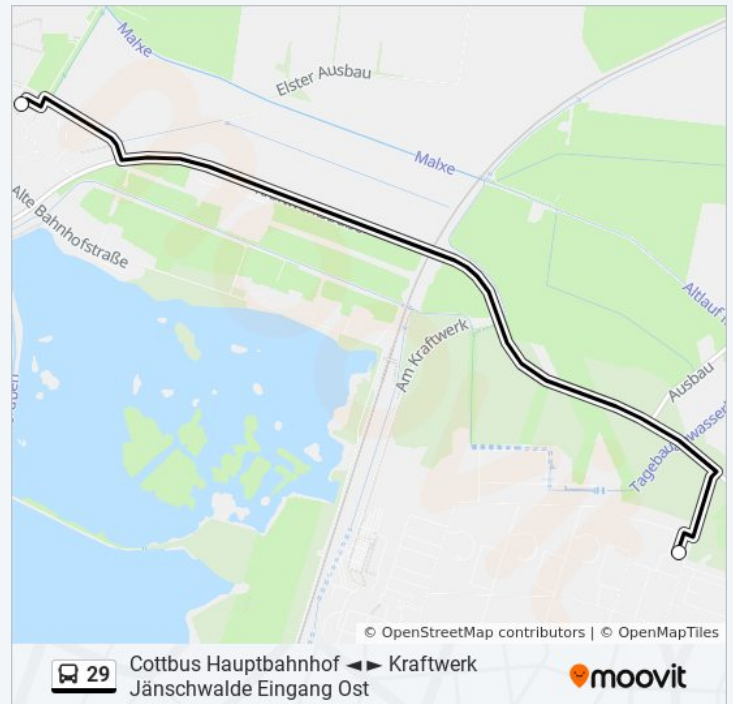 Malxe
Elster Ausbau
Malxe
Alte Bahnhofstraße
Altlauf
Am Kraftwerk
Ausbau
© OpenStreetMap contributors | © OpenMapTiles
29
Cottbus Hauptbahnhof ◄► Kraftwerk
Jänschwalde Eingang Ost
moovit